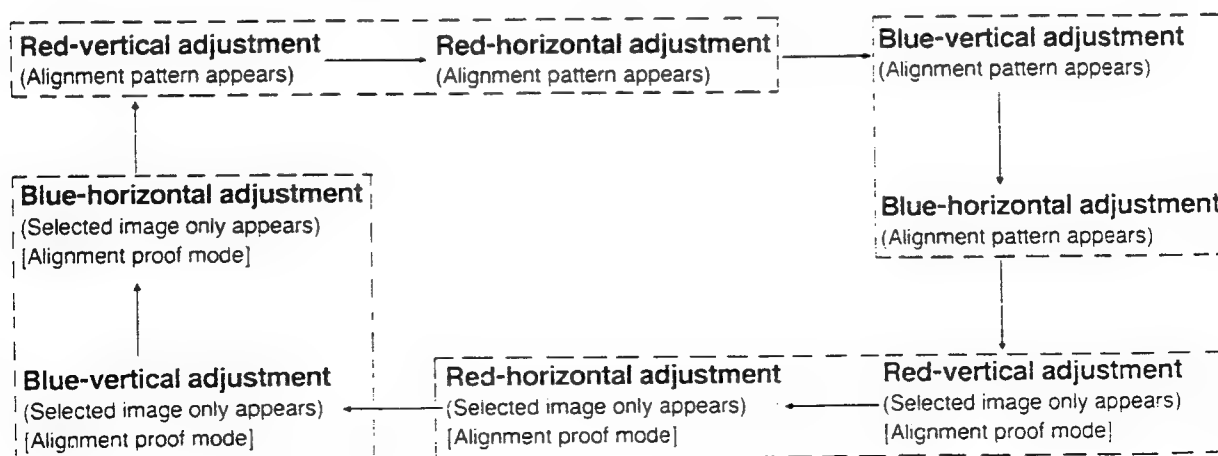 Red-vertical adjustment
(Alignment pattern appears)
Red-horizontal adjustment
(Alignment pattern appears)
Blue-vertical adjustment
(Alignment pattern appears)
Blue-horizontal adjustment
(Alignment pattern appears)
Red-vertical adjustment
(Selected image only appears)
[Alignment proof mode]
Red-horizontal adjustment
(Selected image only appears)
[Alignment proof mode]
Blue-vertical adjustment
(Selected image only appears)
[Alignment proof mode]
Blue-horizontal adjustment
(Selected image only appears)
[Alignment proof mode]